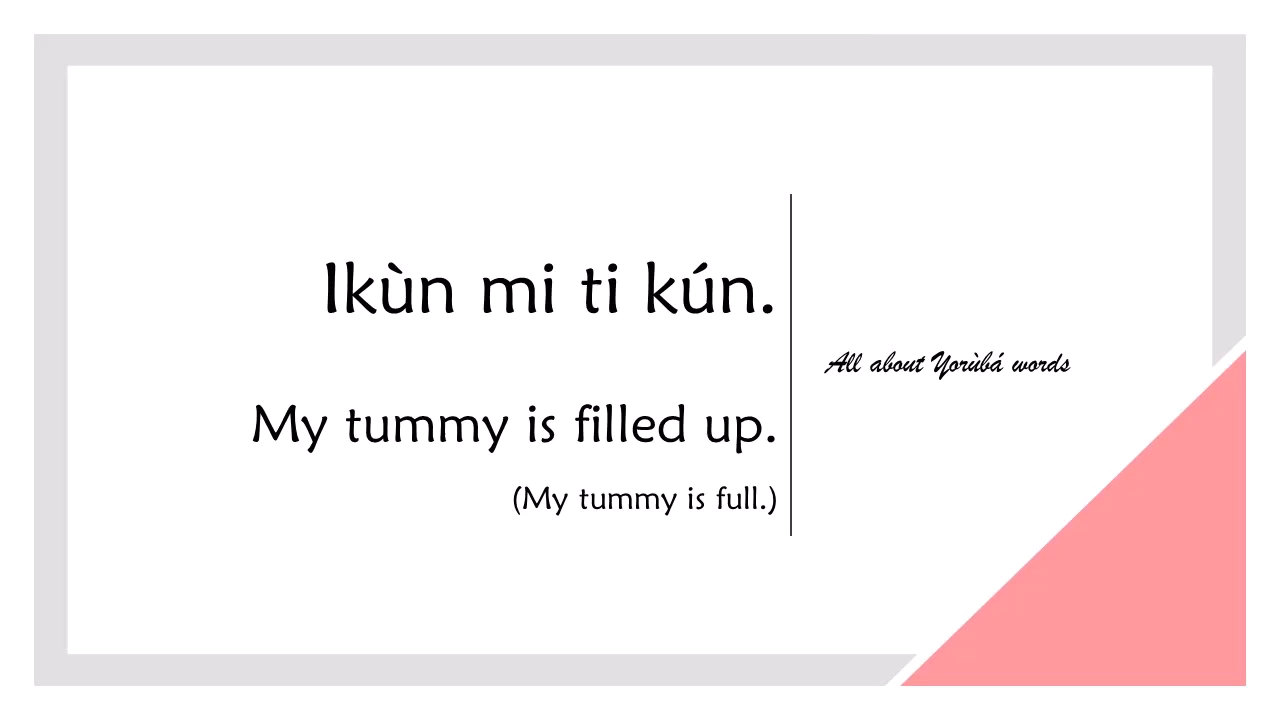 Ikùn mi ti kún.
My tummy is filled up.
(My tummy is full.)
All about Yorùbá words